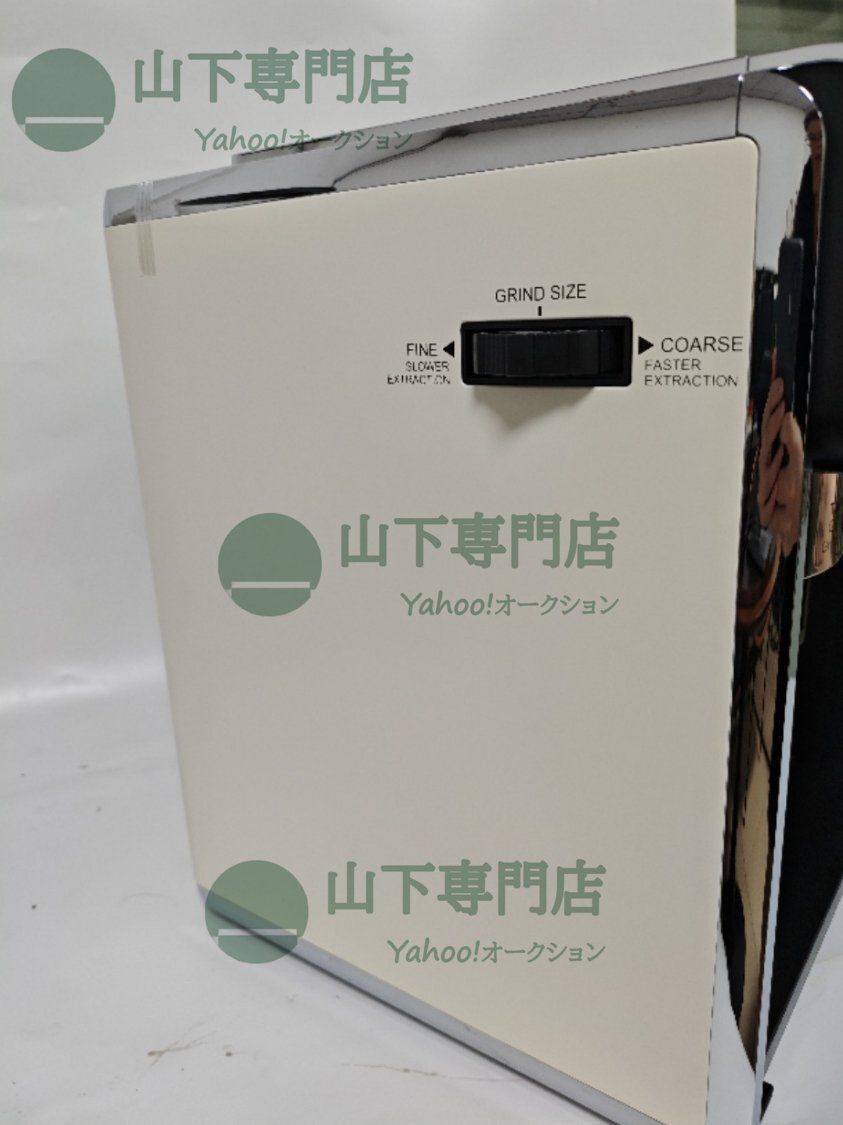 山下専門店
Yahoo!オークション
GRIND SIZE
FINE
SLOWER
EXTRACTION
COARSE
FASTER
EXTRACTION
山下専門店
Yahoo!オークション
山下専門店
Yahoo!オークション